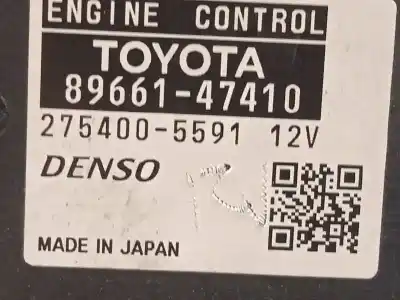 ENGINE CONTROL
TOYOTA
89661-47410
275400-5591 12V
DENSO
MADE IN JAPAN